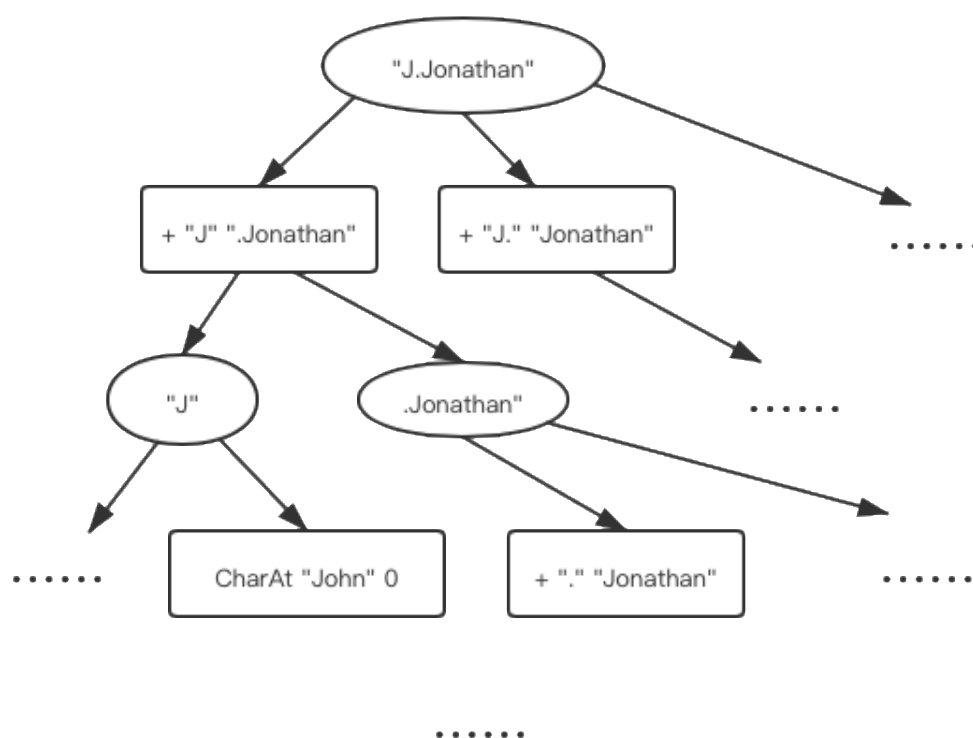 "J.Jonathan"
+ "J" ".Jonathan"
+ "J." "Jonathan"
......
"J"
.Jonathan"
......
......
CharAt "John" 0
+ "." "Jonathan"
......
......